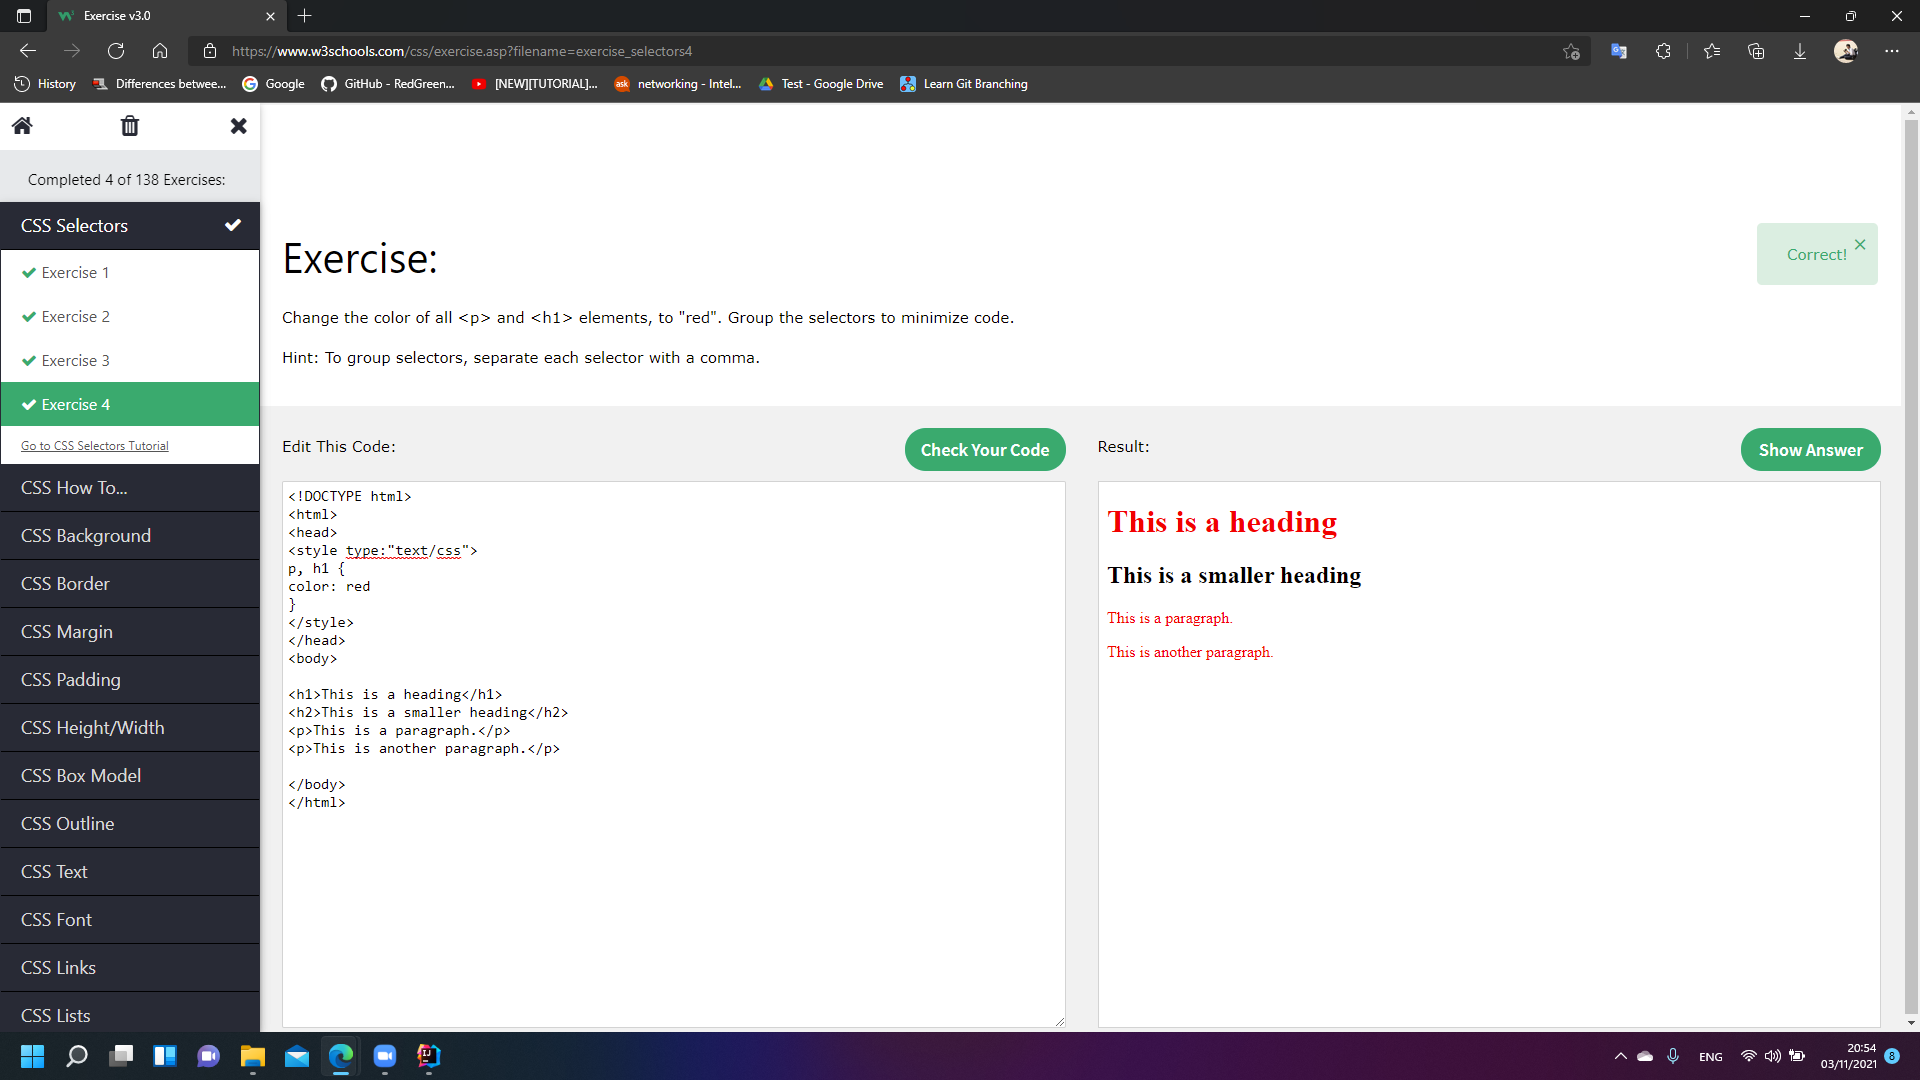 Exercise v3.0
https://www.w3schools.com/css/exercise.asp?filename=exercise_selectors4
History
Differences betwee...
Google
GitHub - RedGreen...
[NEW][TUTORIAL]...
ask
networking - Intel...
Test - Google Drive
Learn Git Branching
Completed 4 of 138 Exercises:
CSS Selectors
Exercise 1
Exercise 2
Exercise 3
Exercise 4
Go to CSS Selectors Tutorial
CSS How To...
CSS Background
CSS Border
CSS Margin
CSS Padding
CSS Height/Width
CSS Box Model
CSS Outline
CSS Text
CSS Font
CSS Links
CSS Lists
Exercise:
Correct!
Change the color of all <p> and <h1> elements, to "red". Group the selectors to minimize code.
Hint: To group selectors, separate each selector with a comma.
Edit This Code:
Check Your Code
<!DOCTYPE html>
<html>
<head>
<style type:"text/css">
p, h1 {
color: red
}
</style>
</head>
<body>
<h1>This is a heading</h1>
<h2>This is a smaller heading</h2>
<p>This is a paragraph.</p>
<p>This is another paragraph.</p>
</body>
</html>
Result:
Show Answer
This is a heading
This is a smaller heading
This is a paragraph.
This is another paragraph.
IJ
ENG
20:54
03/11/2021
8